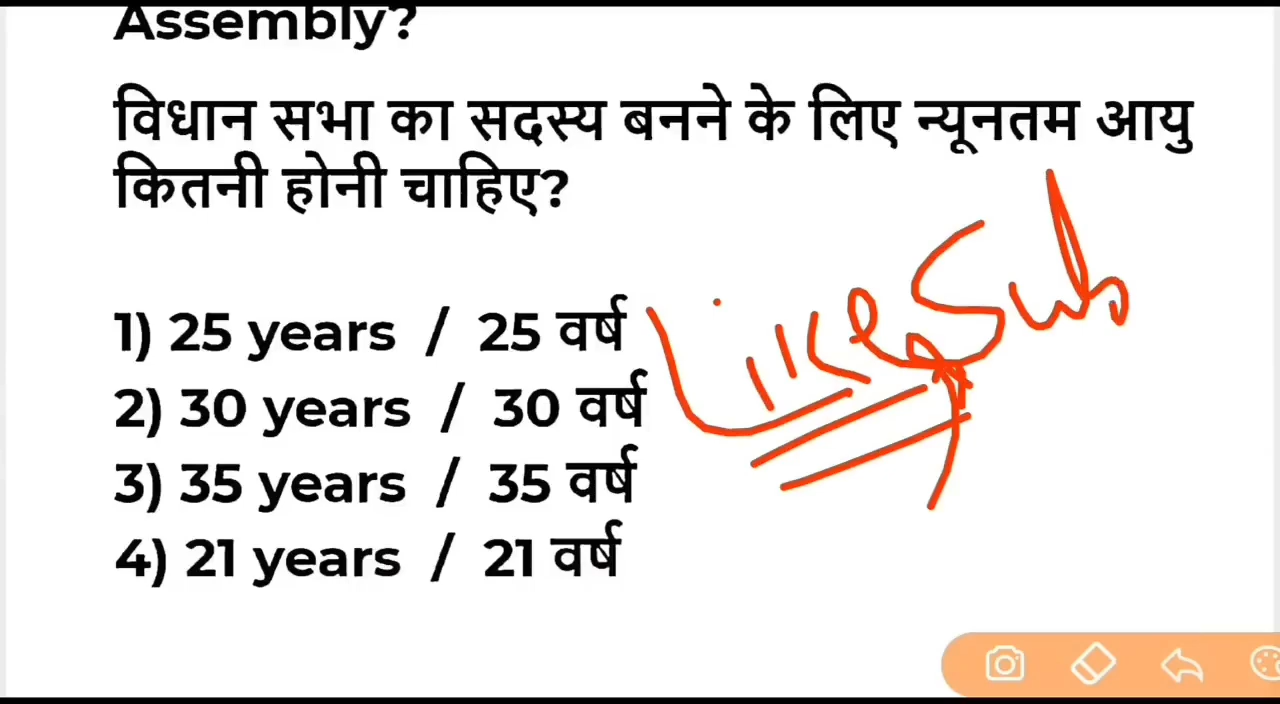 Assembly?
विधान सभा का सदस्य बनने के लिए न्यूनतम आयु
कितनी होनी चाहिए?
1) 25 years / 25 वर्ष
2) 30 years / 30 वर्ष
3) 35 years / 35 वर्ष
4) 21 years / 21 वर्ष
Like Sub